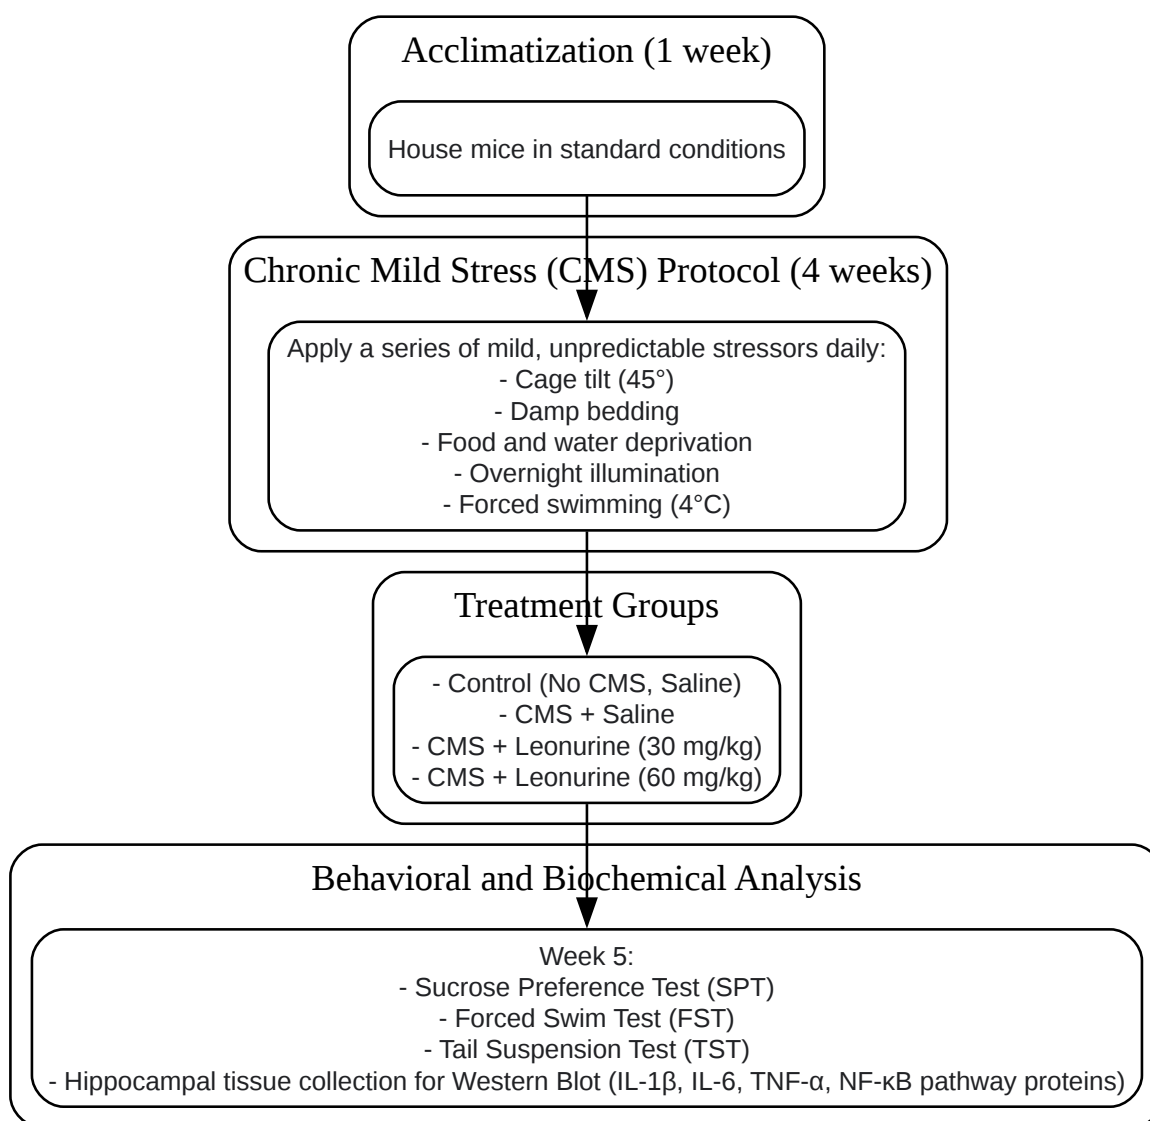 Acclimatization (1 week)
House mice in standard conditions
Chronic Mild Stress (CMS) Protocol (4 weeks)
Apply a series of mild, unpredictable stressors daily:
- Cage tilt (45°)
- Damp bedding
- Food and water deprivation
- Overnight illumination
- Forced swimming (4°C)
Treatment Groups
- Control (No CMS, Saline)
- CMS + Saline
- CMS + Leonurine (30 mg/kg)
- CMS + Leonurine (60 mg/kg)
Behavioral and Biochemical Analysis
Week 5:
- Sucrose Preference Test (SPT)
- Forced Swim Test (FST)
- Tail Suspension Test (TST)
- Hippocampal tissue collection for Western Blot (IL-1β, IL-6, TNF-α, NF-κB pathway proteins)